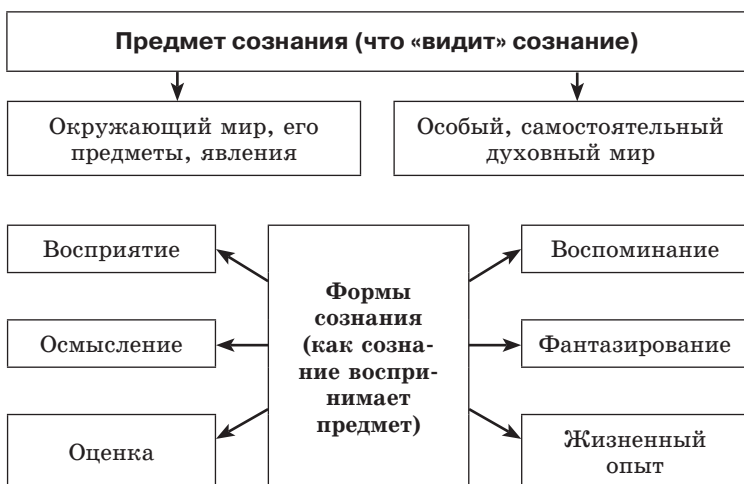 Предмет сознания (что «видит» сознание)
Окружающий мир, его
предметы, явления
Особый, самостоятельный
духовный мир
Восприятие
Осмысление
Оценка
Формы
сознания
(как созна-
ние воспри-
нимает
предмет)
Воспоминание
Фантазирование
Жизненный
опыт